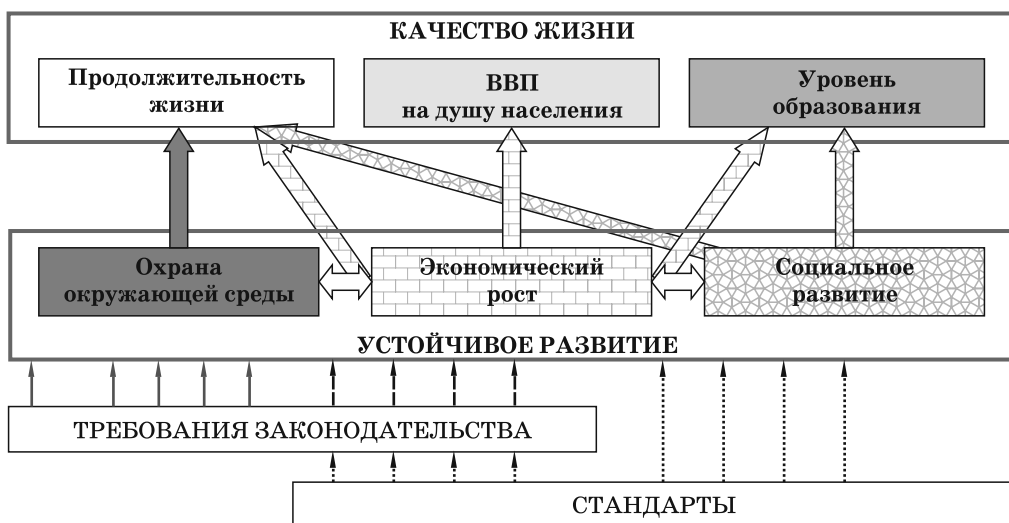 КАЧЕСТВО ЖИЗНИ
Продолжительность
жизни
ВВП
на душу населения
Уровень
образования
Охрана
окружающей среды
Экономический
рост
Социальное
развитие
УСТОЙЧИВОЕ РАЗВИТИЕ
ТРЕБОВАНИЯ ЗАКОНОДАТЕЛЬСТВА
СТАНДАРТЫ